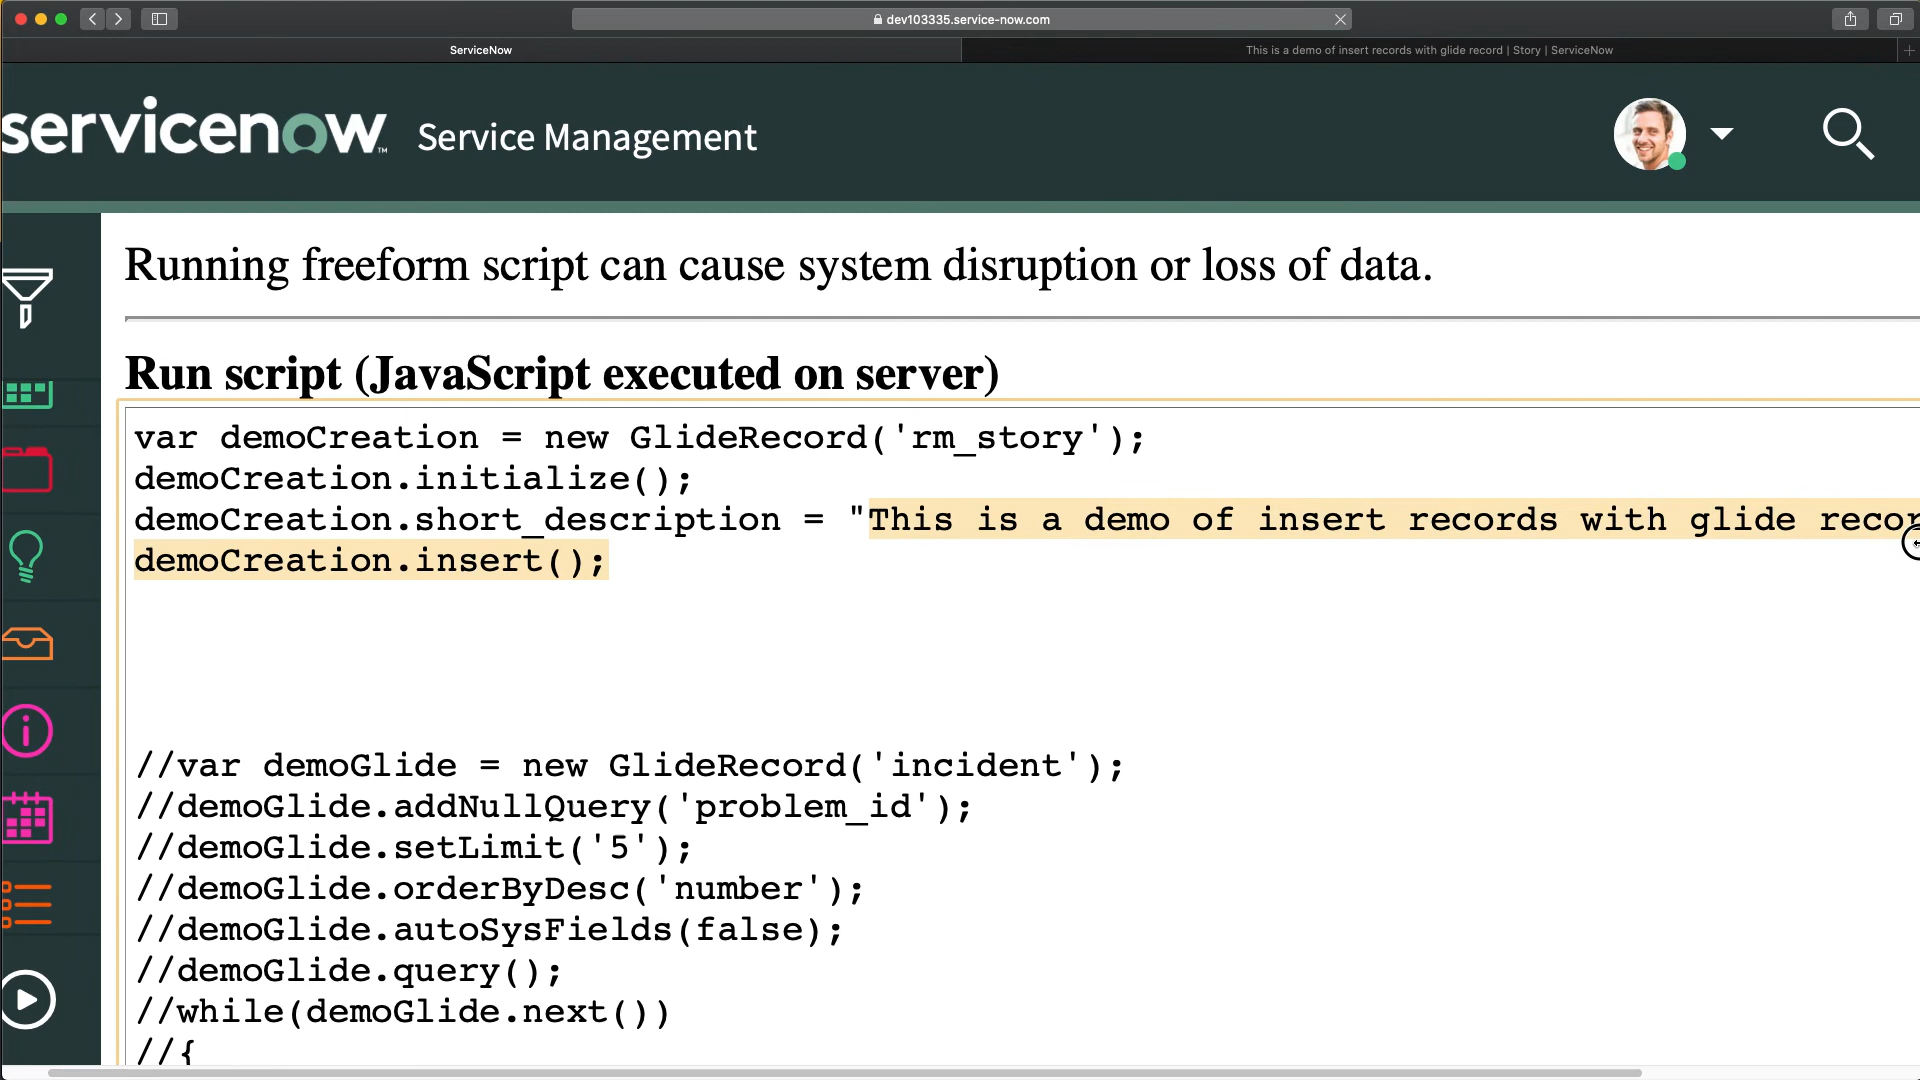 dev103335.service-now.com
ServiceNow
This is a demo of insert records with glide record | Story | ServiceNow
servicenow™ Service Management
Running freeform script can cause system disruption or loss of data.
Run script (JavaScript executed on server)
var demoCreation = new GlideRecord('rm_story');
demoCreation.initialize();
demoCreation.short_description = "This is a demo of insert records with glide recor
demoCreation.insert();
//var demoGlide = new GlideRecord('incident');
//demoGlide.addNullQuery('problem_id');
//demoGlide.setLimit('5');
//demoGlide.orderByDesc('number');
//demoGlide.autoSysFields(false);
//demoGlide.query();
//while(demoGlide.next())
//{